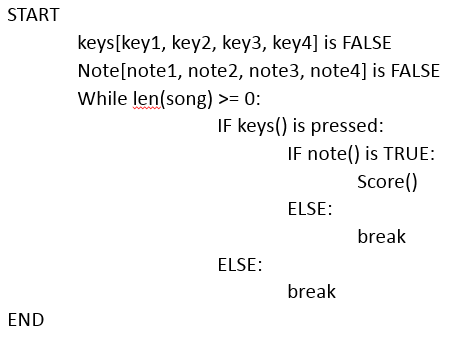 START
keys[key1, key2, key3, key4] is FALSE
Note[note1, note2, note3, note4] is FALSE
While len(song) >= 0:
IF keys() is pressed:
IF note() is TRUE:
Score()
ELSE:
break
ELSE:
break
END